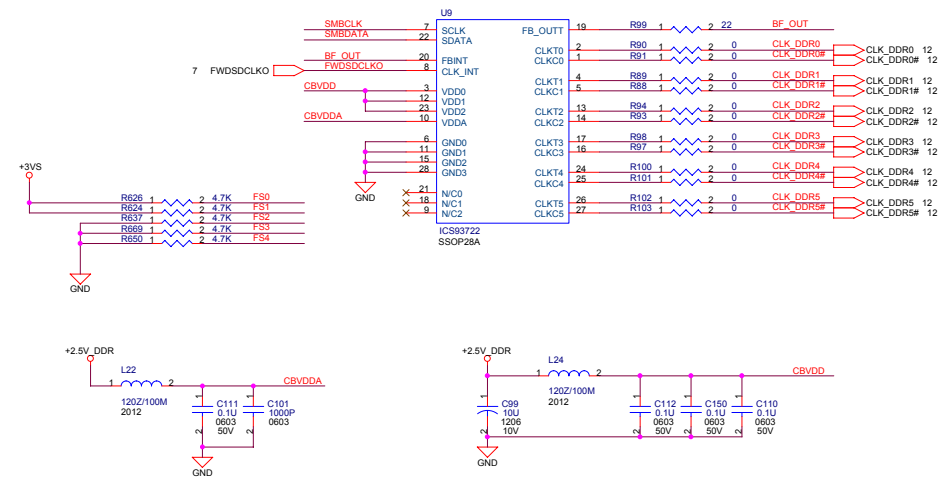 U9
SMBCLK 7 SCLK FB_OUTT 19 R99 1 2 22 BF_OUT
SMBDATA 22 SDATA
CLKT0 2 R90 1 2 0 CLK_DDR0 CLK_DDR0 12
BF_OUT 20 FBINT CLKC0 1 R91 1 2 0 CLK_DDR0# CLK_DDR0# 12
7 FWDSDCLKO FWDSDCLKO 8 CLK_INT
CLKT1 4 R89 1 2 0 CLK_DDR1 CLK_DDR1 12
CBVDD 3 VDD0 CLKC1 5 R88 1 2 0 CLK_DDR1# CLK_DDR1# 12
12 VDD1
23 VDD2 CLKT2 13 R94 1 2 0 CLK_DDR2 CLK_DDR2 12
CBVDDA 10 VDDA CLKC2 14 R93 1 2 0 CLK_DDR2# CLK_DDR2# 12
6 GND0 CLKT3 17 R98 1 2 0 CLK_DDR3 CLK_DDR3 12
11 GND1 CLKC3 16 R97 1 2 0 CLK_DDR3# CLK_DDR3# 12
15 GND2
28 GND3 CLKT4 24 R100 1 2 0 CLK_DDR4 CLK_DDR4 12
CLKC4 25 R101 1 2 0 CLK_DDR4# CLK_DDR4# 12
GND
21 N/C0
18 N/C1 CLKT5 26 R102 1 2 0 CLK_DDR5 CLK_DDR5 12
9 N/C2 CLKC5 27 R103 1 2 0 CLK_DDR5# CLK_DDR5# 12
ICS93722
SSOP28A
+3VS
R626 1 2 4.7K FS0
R624 1 2 4.7K FS1
R637 1 2 4.7K FS2
R669 1 2 4.7K FS3
R650 1 2 4.7K FS4
GND
+2.5V_DDR
L22
1 2 CBVDDA
120Z/100M
2012
1 2 C111
0.1U
0603
50V
1 2 C101
1000P
0603
GND
+2.5V_DDR
L24
1 2 CBVDD
120Z/100M
2012
1 2 C99
10U
1206
10V
1 2 C112
0.1U
0603
50V
1 2 C150
0.1U
0603
50V
1 2 C110
0.1U
0603
50V
GND